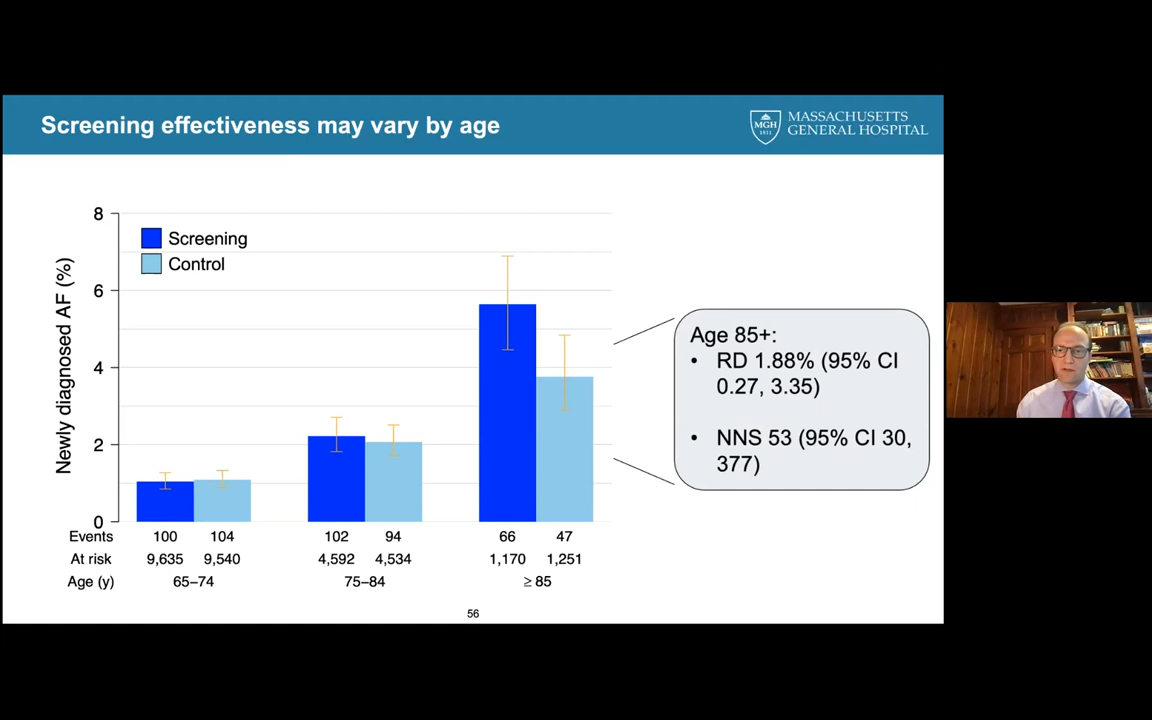 Screening effectiveness may vary by age
MGH
1811
MASSACHUSETTS
GENERAL HOSPITAL
Newly diagnosed AF (%)
8
6
4
2
0
Screening
Control
Events 100 104 102 94 66 47
At risk 9,635 9,540 4,592 4,534 1,170 1,251
Age (y) 65–74 75–84 ≥ 85
Age 85+:
• RD 1.88% (95% CI
0.27, 3.35)
• NNS 53 (95% CI 30,
377)
56